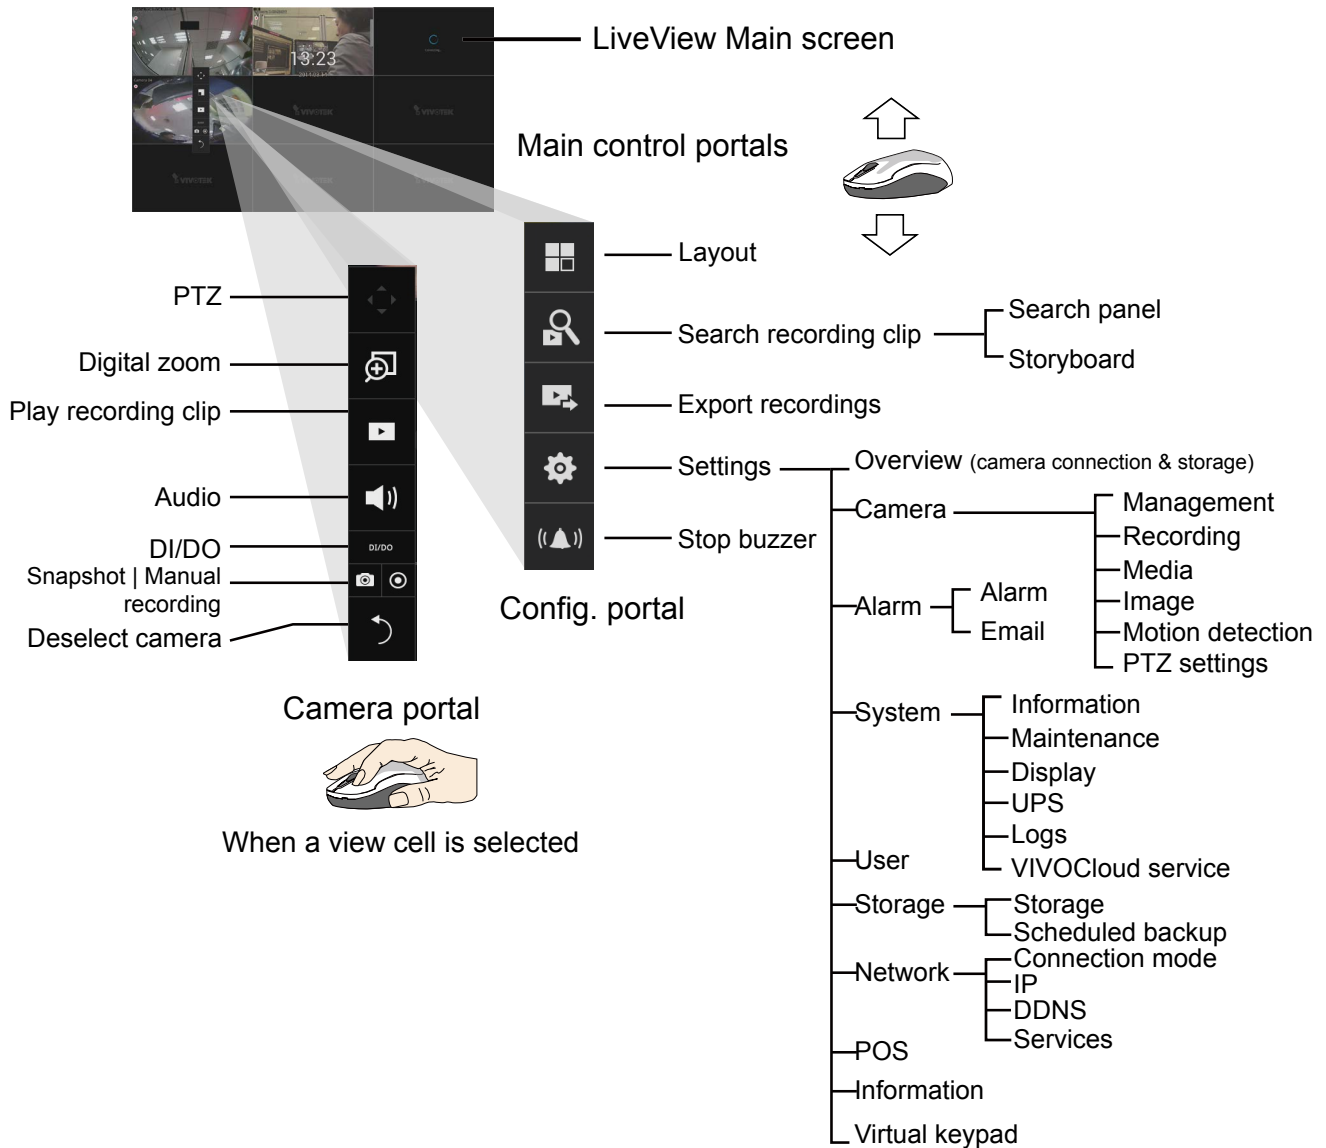 LiveView Main screen
13:23
VIVOTEK
VIVOTEK
VIVOTEK
Main control portals
Layout
Search recording clip
Search panel
Storyboard
Export recordings
Settings
Stop buzzer
Config. portal
PTZ
Digital zoom
Play recording clip
Audio
DI/DO
DI/DO
Snapshot | Manual
recording
Deselect camera
Camera portal
When a view cell is selected
Overview (camera connection & storage)
Camera
Management
Recording
Media
Image
Motion detection
PTZ settings
Alarm
Alarm
Email
System
Information
Maintenance
Display
UPS
Logs
VIVOCloud service
User
Storage
Storage
Scheduled backup
Network
Connection mode
IP
DDNS
Services
POS
Information
Virtual keypad